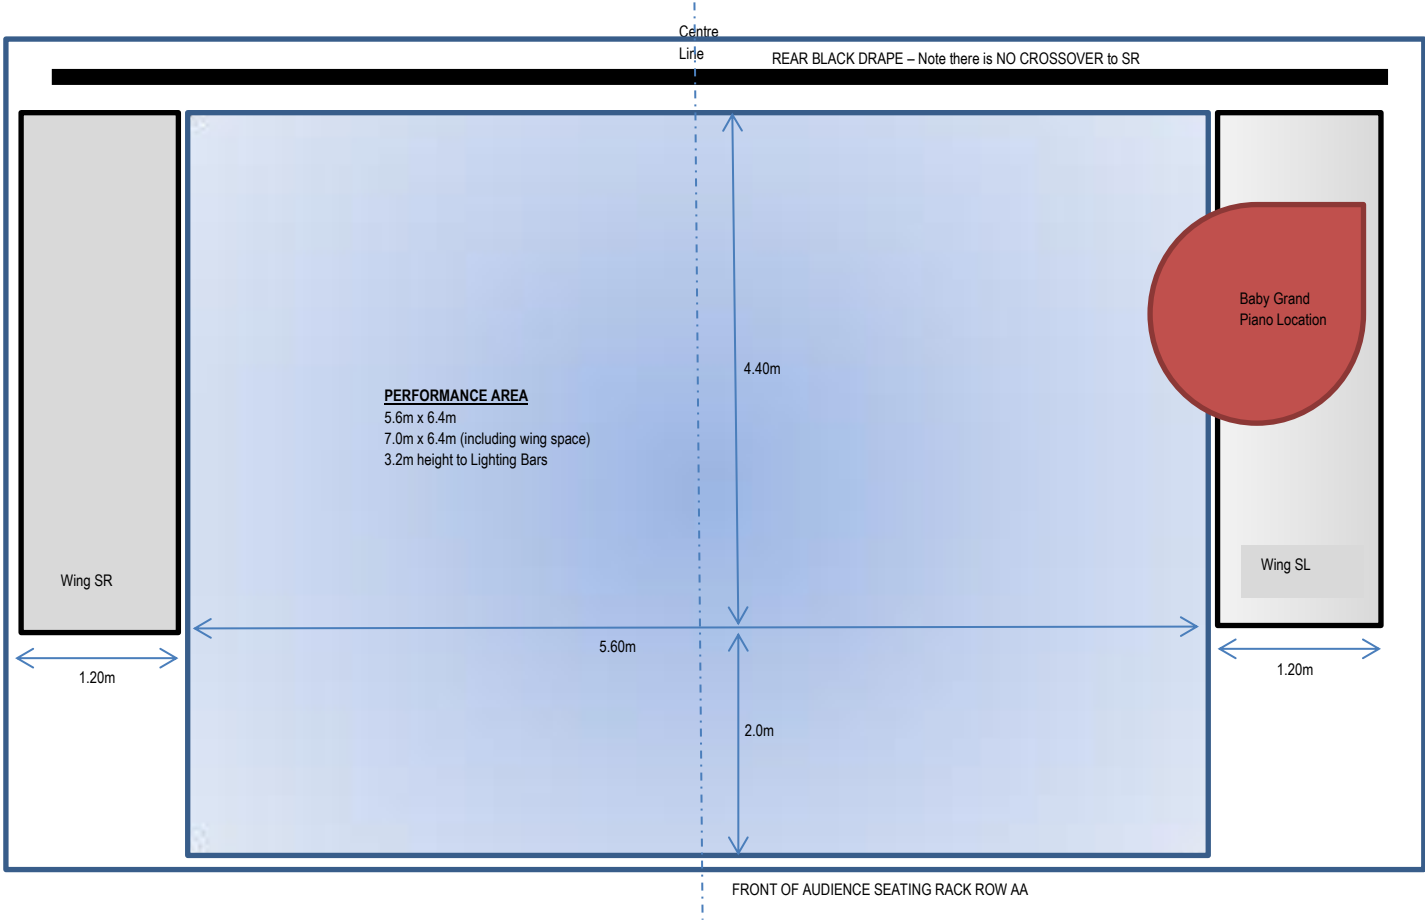 Centre
Line
REAR BLACK DRAPE – Note there is NO CROSSOVER to SR
Baby Grand
Piano Location
4.40m
PERFORMANCE AREA
5.6m x 6.4m
7.0m x 6.4m (including wing space)
3.2m height to Lighting Bars
Wing SR
Wing SL
5.60m
1.20m
1.20m
2.0m
FRONT OF AUDIENCE SEATING RACK ROW AA